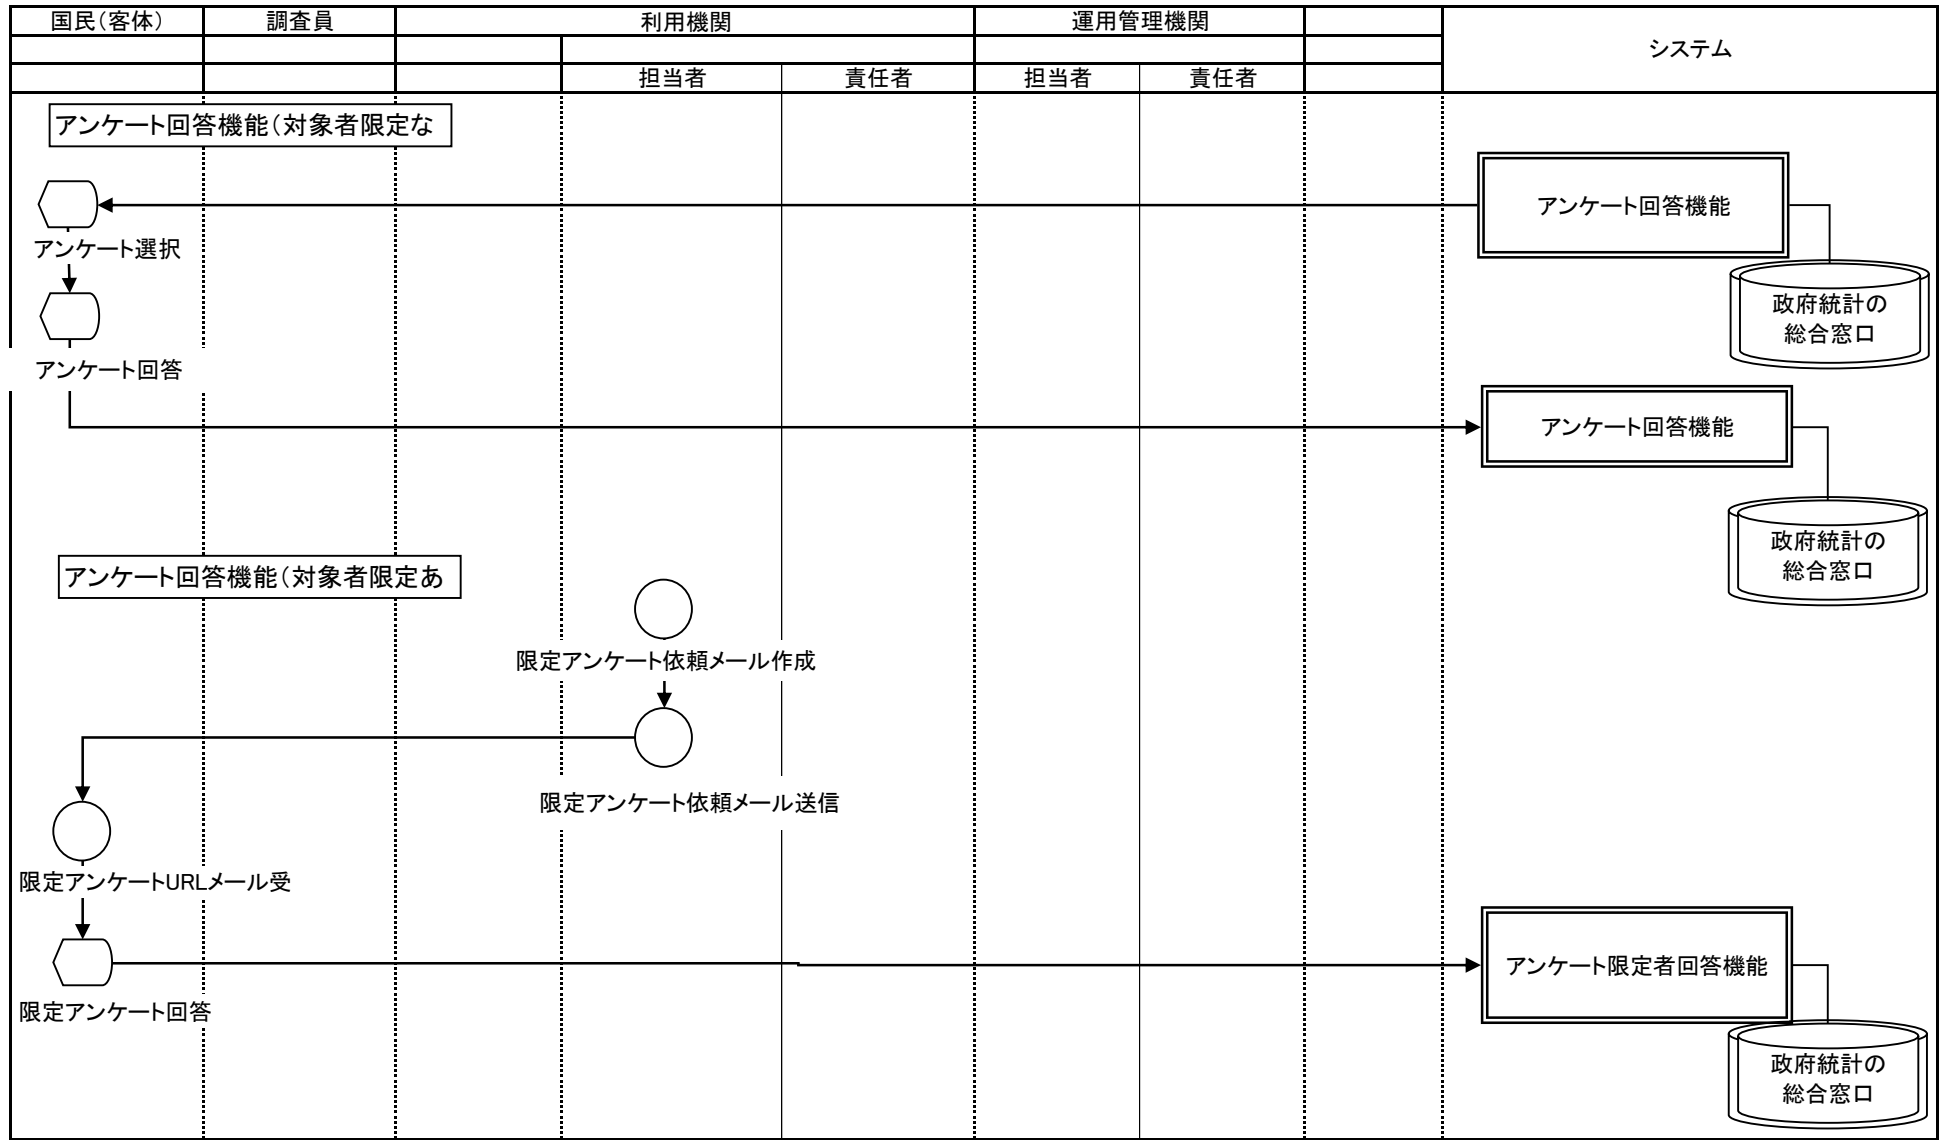 国民(客体)
調査員
利用機関
運用管理機関
システム
担当者
責任者
担当者
責任者
アンケート回答機能(対象者限定な
アンケート回答機能
アンケート選択
政府統計の
総合窓口
アンケート回答
アンケート回答機能
政府統計の
総合窓口
アンケート回答機能(対象者限定あ
限定アンケート依頼メール作成
限定アンケート依頼メール送信
限定アンケートURLメール受
アンケート限定者回答機能
限定アンケート回答
政府統計の
総合窓口